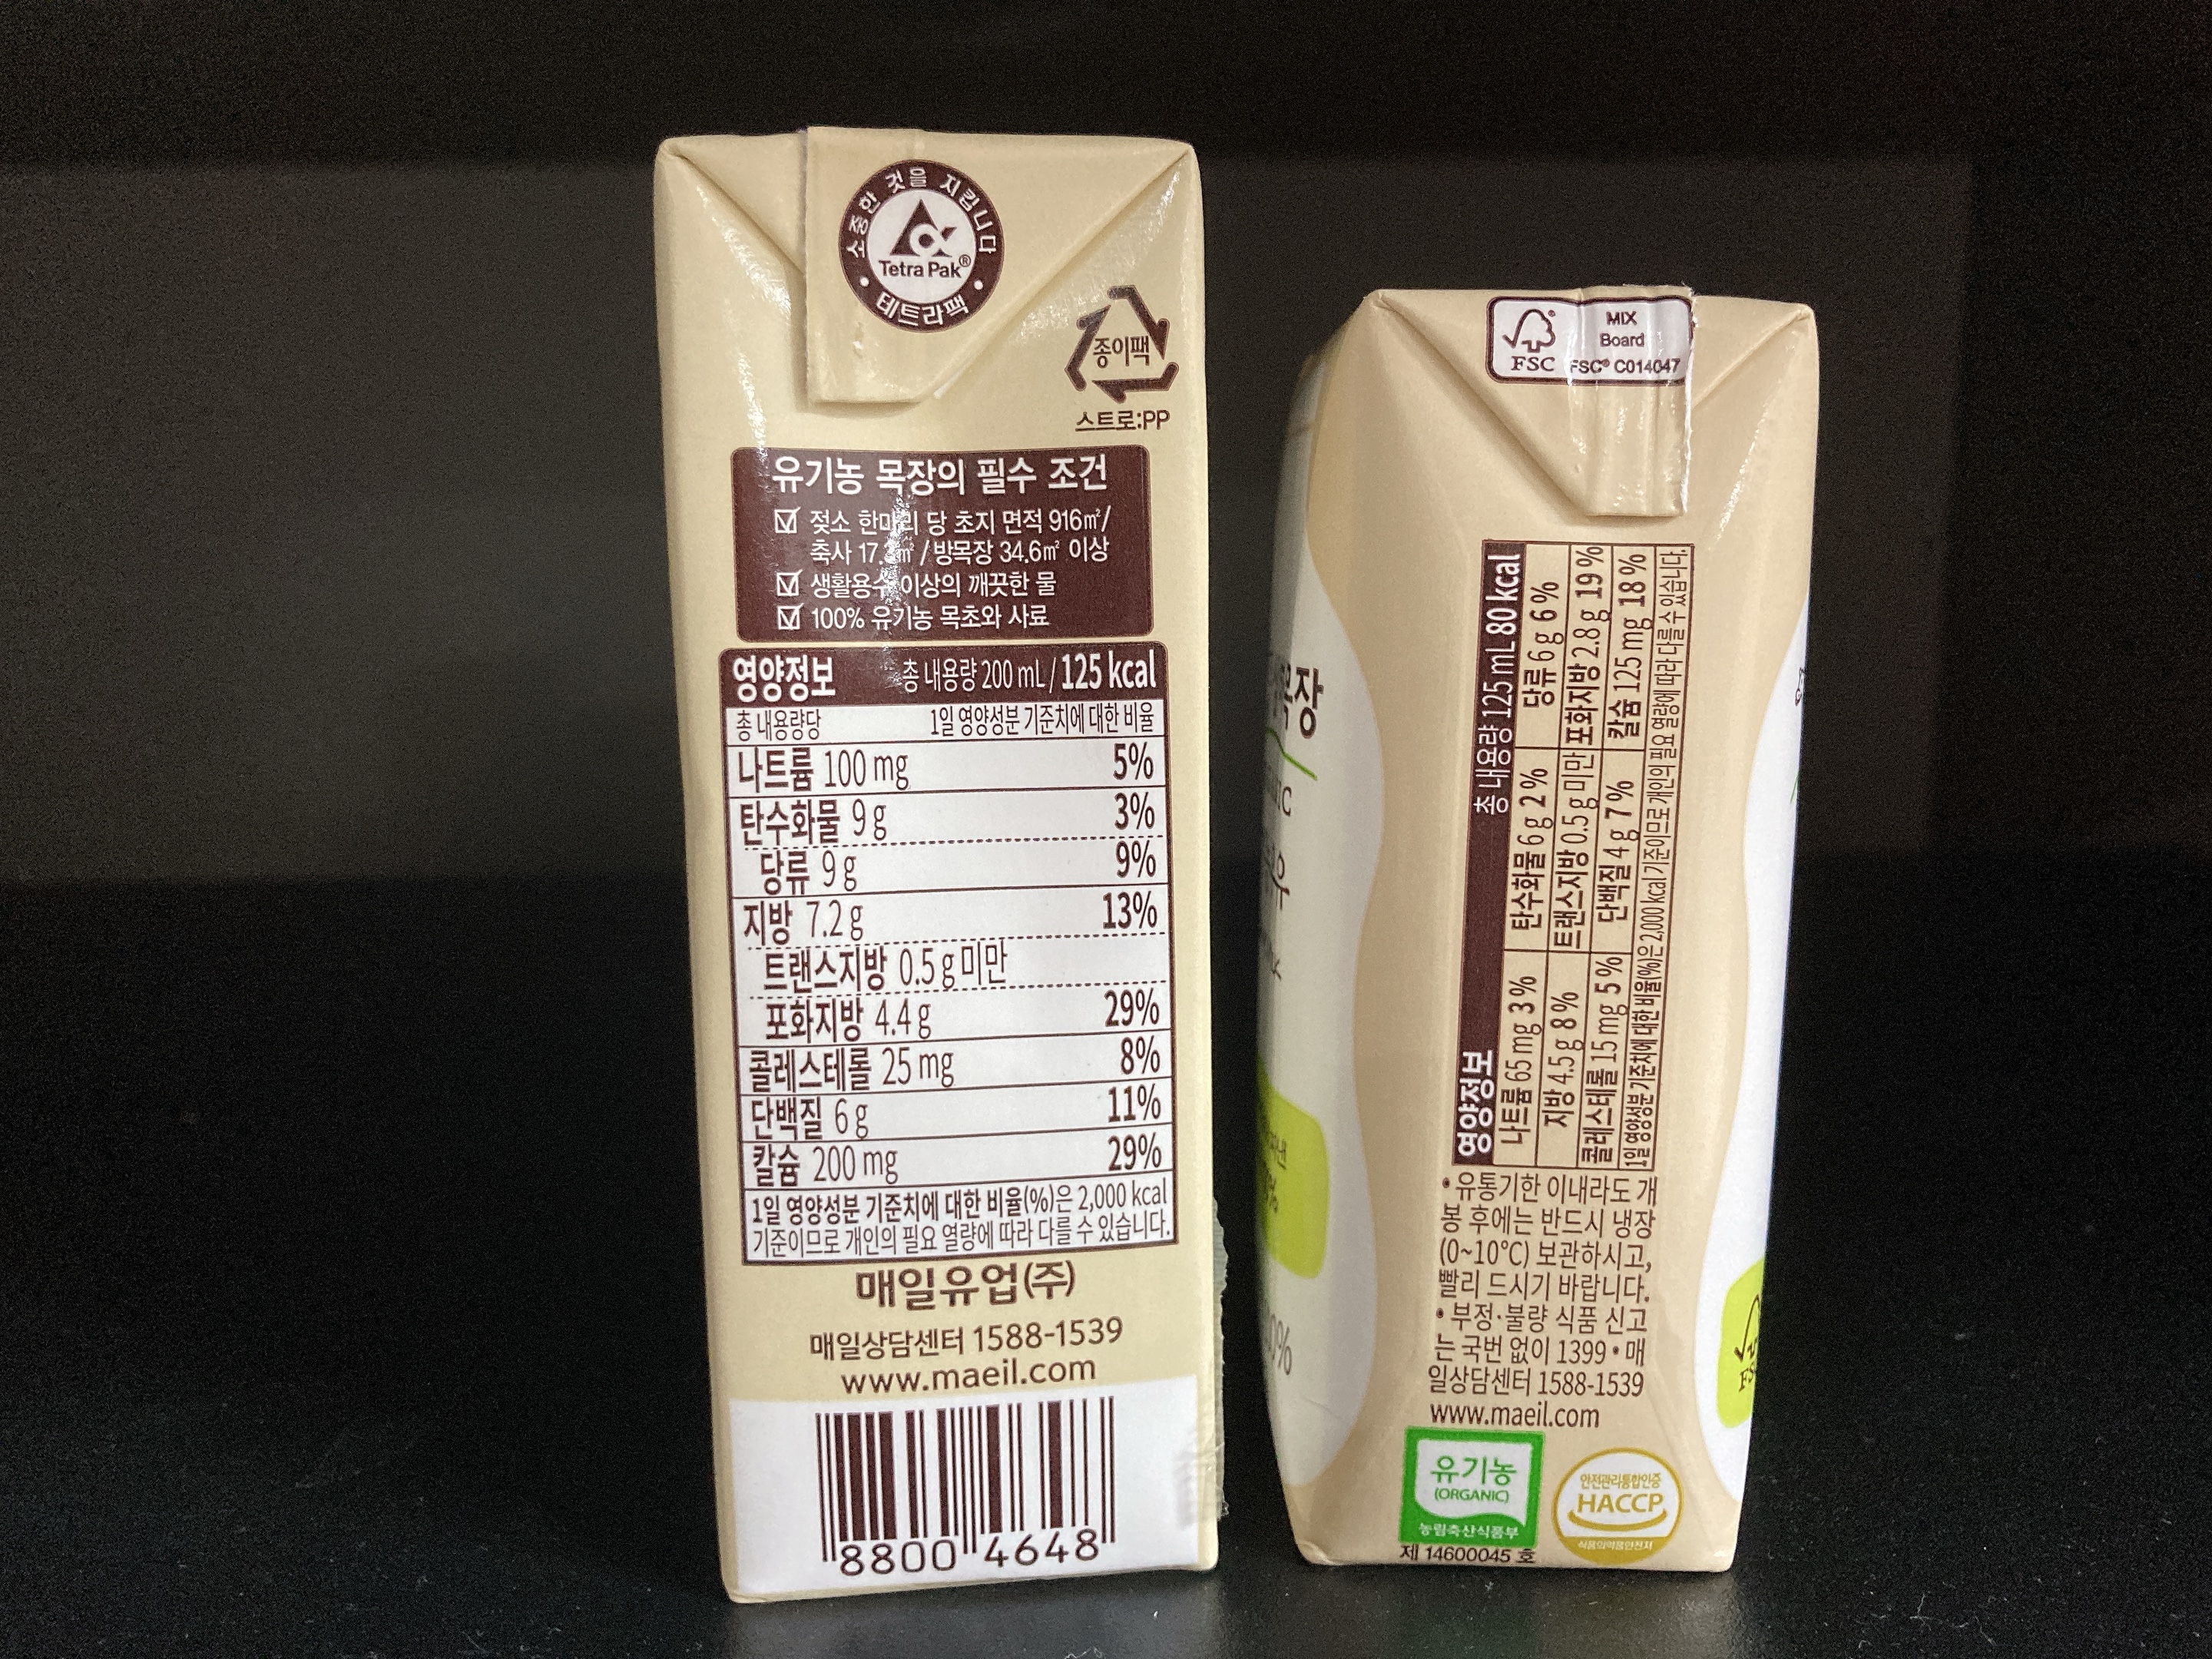 소중한 것을 지킵니다
Tetra Pak®
테트라팩
종이팩
스트로:PP
유기농 목장의 필수 조건
젖소 한마리 당 초지 면적 916㎡/
축사 /방목장 34.6㎡ 이상
생활용수 이상의 깨끗한 물
100% 유기농 목초와 사료
영양정보 총 내용량 200 mL / 125 kcal
총 내용량당 1일 영양성분 기준치에 대한 비율
나트륨 100 mg 5%
탄수화물 9 g 3%
당류 9 g 9%
지방 7.2 g 13%
트랜스지방 0.5 g 미만
포화지방 4.4 g 29%
콜레스테롤 25 mg 8%
단백질 6 g 11%
칼슘 200 mg 29%
1일 영양성분 기준치에 대한 비율(%)은 2,000 kcal
기준이므로 개인의 필요 열량에 따라 다를 수 있습니다.
매일유업(주)
매일상담센터 1588-1539
www.maeil.com
8800 4648
FSC
MIX
Board
FSC® C014047
영양정보 총 내용량 125 mL 80 kcal
나트륨 65 mg 3 % 탄수화물 6 g 2 % 당류 6 g 6 %
지방 4.5 g 8 % 트랜스지방 0.5 g 미만 포화지방 2.8 g 19 %
콜레스테롤 15 mg 5 % 단백질 4 g 7 % 칼슘 125 mg 18 %
1일 영양성분 기준치에 대한 비율(%)은 2,000 kcal 기준이므로 개인의 필요 열량에 따라 다를 수 있습니다.
• 유통기한 이내라도 개
봉 후에는 반드시 냉장
(0~10℃) 보관하시고,
빨리 드시기 바랍니다.
• 부정·불량 식품 신고
는 국번 없이 1399 • 매
일상담센터 1588-1539
www.maeil.com
유기농
(ORGANIC)
농림축산식품부
제 14600045 호
안전관리통합인증
HACCP
식품의약품안전처